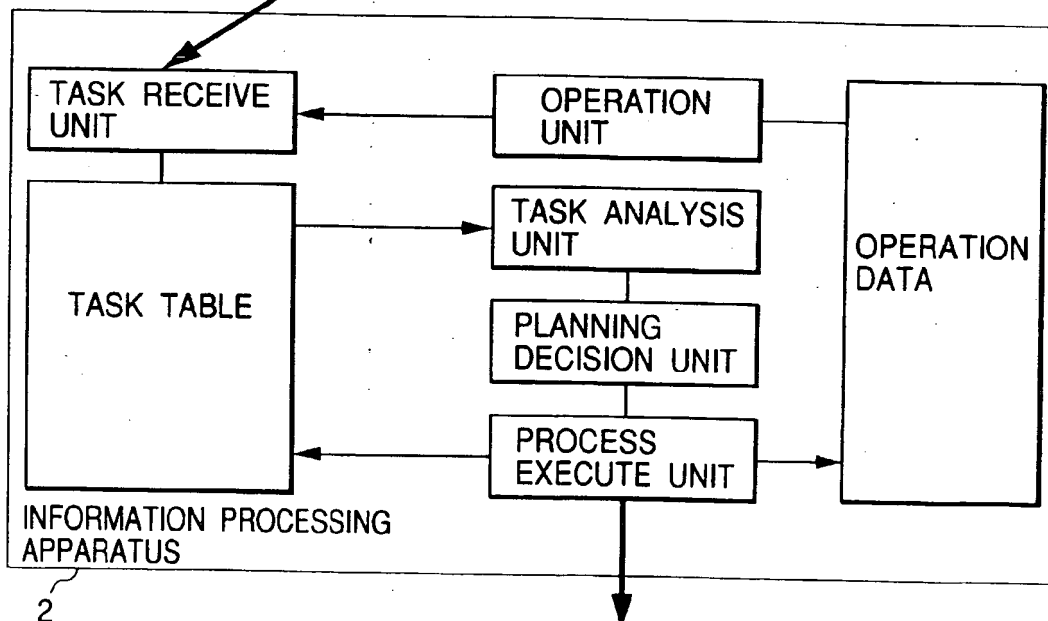 TASK RECEIVE
UNIT
OPERATION
UNIT
TASK ANALYSIS
UNIT
OPERATION
DATA
TASK TABLE
PLANNING
DECISION UNIT
PROCESS
EXECUTE UNIT
INFORMATION PROCESSING
APPARATUS
2